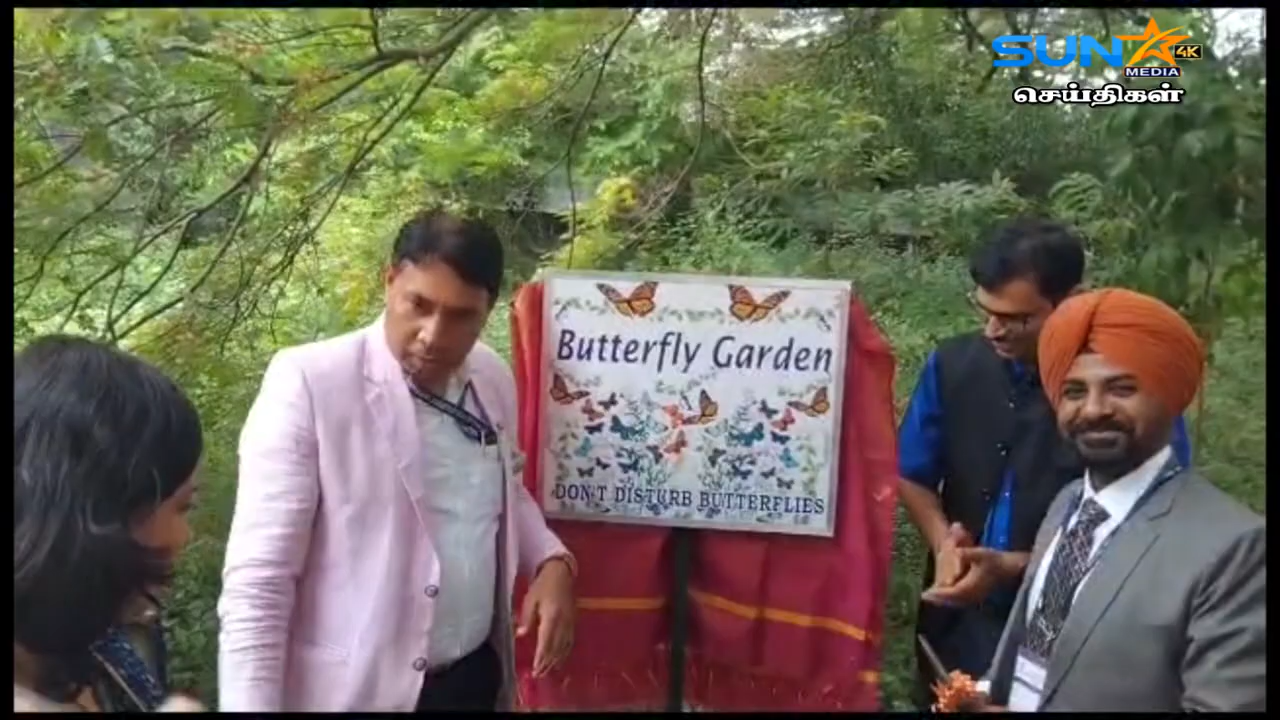 SUN
4K
MEDIA
செய்திகள்
Butterfly Garden
DON'T DISTURB BUTTERFLIES